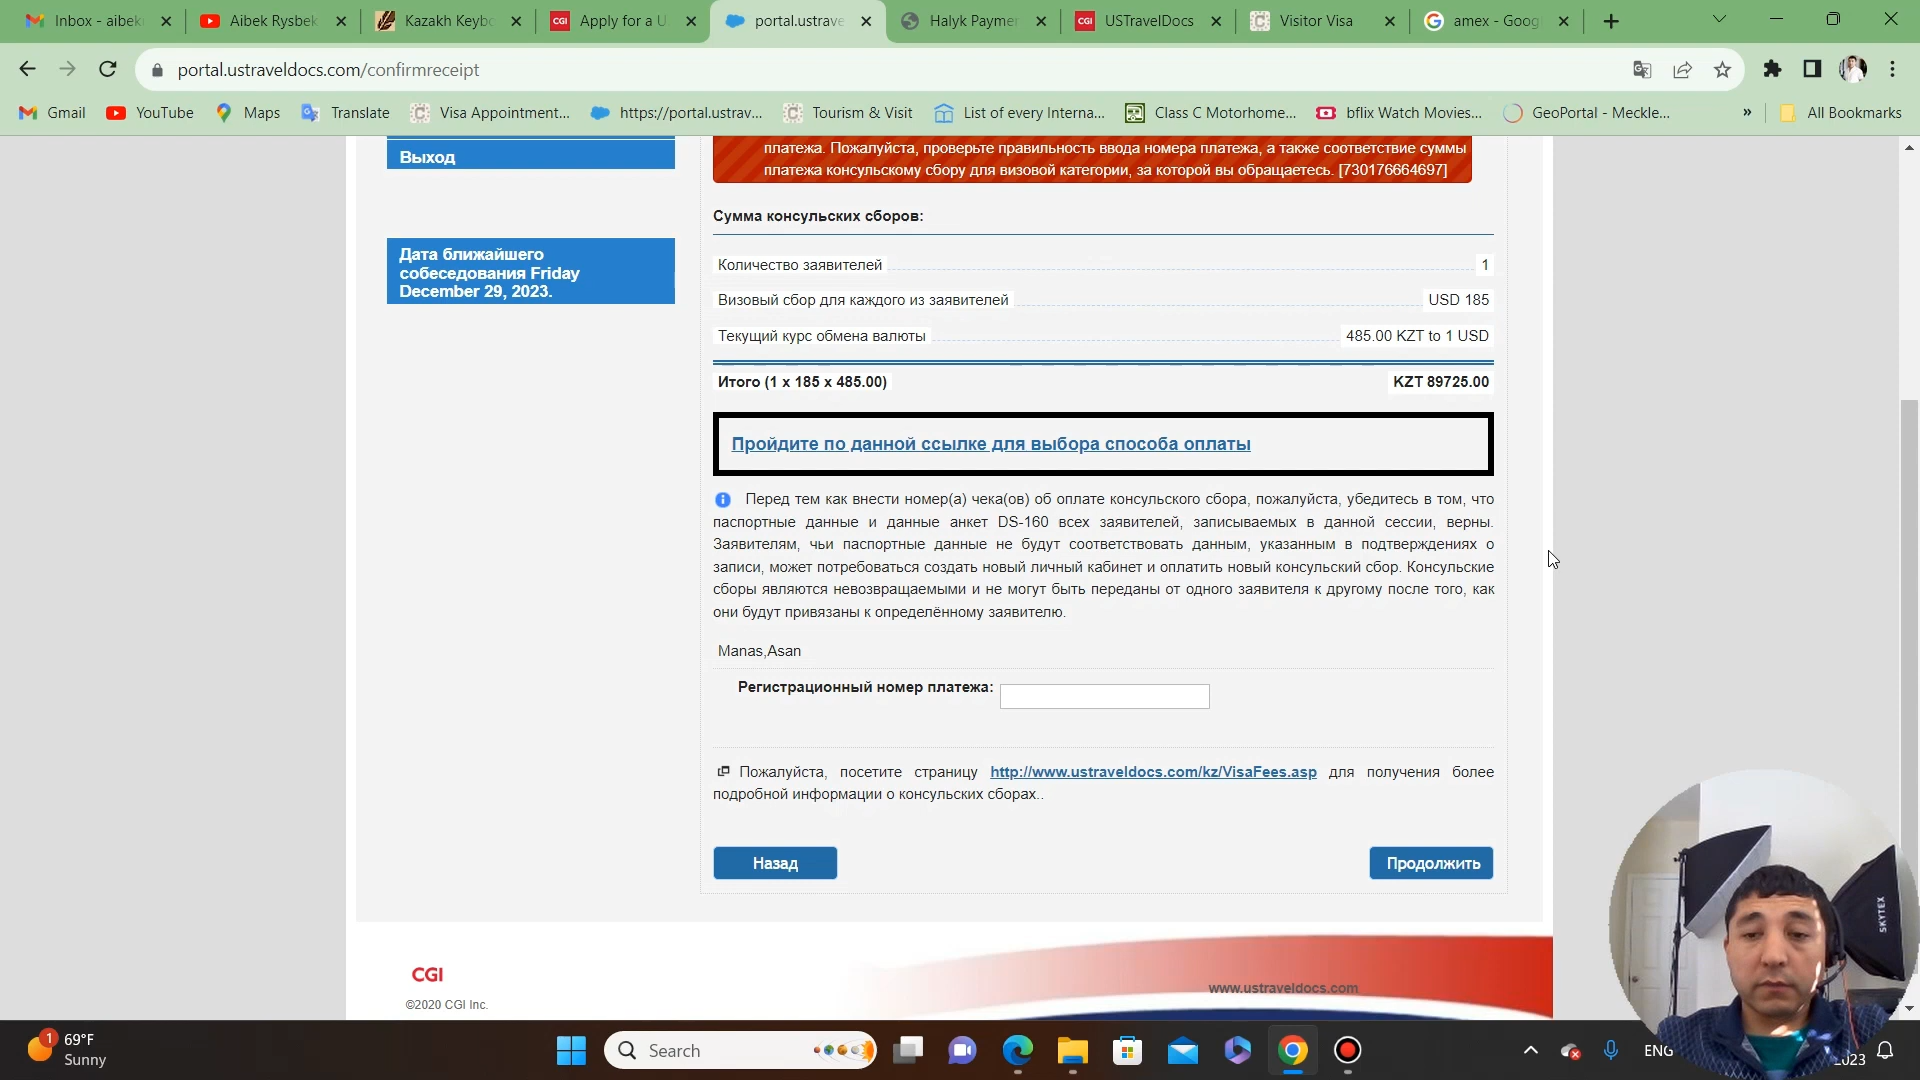 Inbox - aibek
Aibek Rysbek
Kazakh Keybo
CGI
Apply for a U
portal.ustrave
Halyk Paymen
CGI
USTravelDocs
Visitor Visa
amex - Goog
portal.ustraveldocs.com/confirmreceipt
Gmail
YouTube
Maps
Translate
Visa Appointment...
https://portal.ustrav...
Tourism & Visit
List of every Interna...
Class C Motorhome...
bflix Watch Movies...
GeoPortal - Meckle...
»
All Bookmarks
Выход
платежа. Пожалуйста, проверьте правильность ввода номера платежа, а также соответствие суммы
платежа консульскому сбору для визовой категории, за которой вы обращаетесь. [730176664697]
Дата ближайшего
собеседования Friday
December 29, 2023.
Сумма консульских сборов:
Количество заявителей 1
Визовый сбор для каждого из заявителей USD 185
Текущий курс обмена валюты 485.00 KZT to 1 USD
Итого (1 x 185 x 485.00) KZT 89725.00
Пройдите по данной ссылке для выбора способа оплаты
Перед тем как внести номер(а) чека(ов) об оплате консульского сбора, пожалуйста, убедитесь в том, что
паспортные данные и данные анкет DS-160 всех заявителей, записываемых в данной сессии, верны.
Заявителям, чьи паспортные данные не будут соответствовать данным, указанным в подтверждениях о
записи, может потребоваться создать новый личный кабинет и оплатить новый консульский сбор. Консульские
сборы являются невозвращаемыми и не могут быть переданы от одного заявителя к другому после того, как
они будут привязаны к определённому заявителю.
Manas,Asan
Регистрационный номер платежа:
Пожалуйста, посетите страницу http://www.ustraveldocs.com/kz/VisaFees.asp для получения более
подробной информации о консульских сборах..
Назад
Продолжить
CGI
©2020 CGI Inc.
www.ustraveldocs.com
SKYTEX
1
69°F
Sunny
Search
ENG
2023